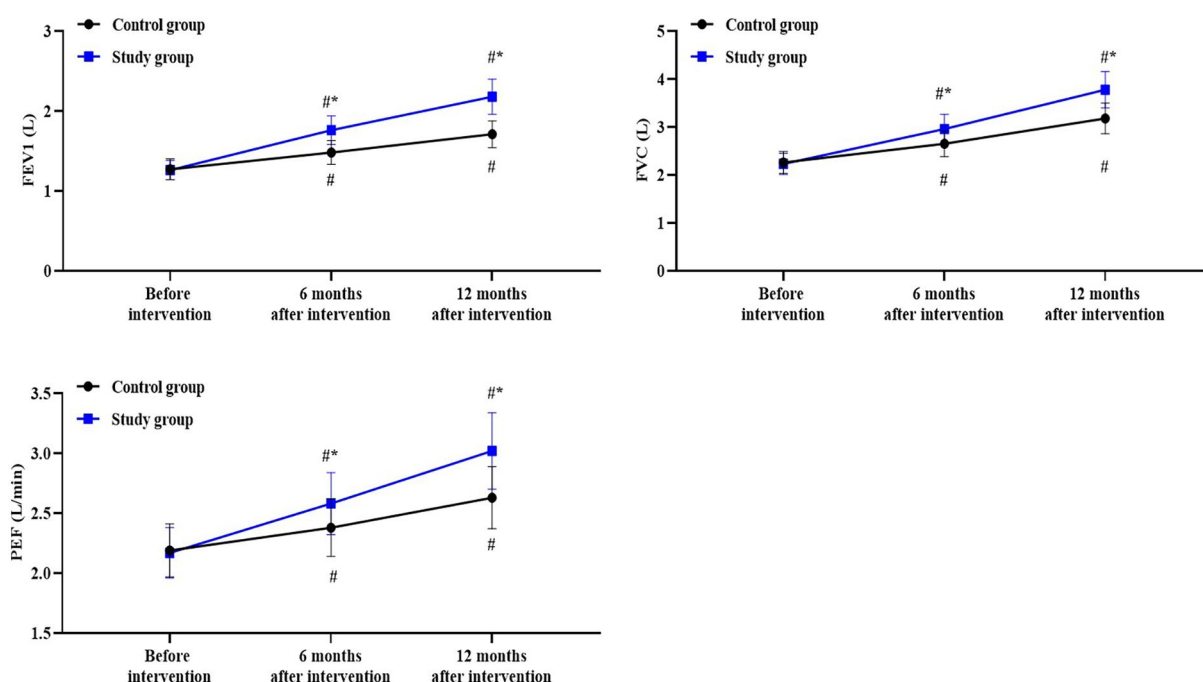 Control group
Study group
FEV1 (L)
3
2
1
0
#*
#
#*
#
Before
intervention
6 months
after intervention
12 months
after intervention
Control group
Study group
FVC (L)
5
4
3
2
1
0
#*
#
#*
#
Before
intervention
6 months
after intervention
12 months
after intervention
Control group
Study group
PEF (L/min)
3.5
3.0
2.5
2.0
1.5
#*
#
#*
#
Before
intervention
6 months
after intervention
12 months
after intervention